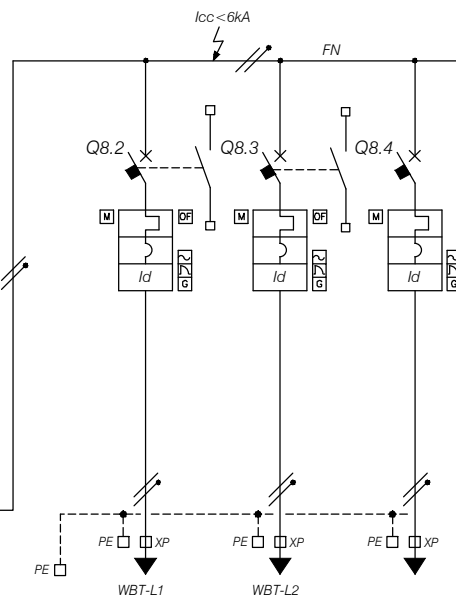 Icc<6kA
FN
Q8.2
Q8.3
Q8.4
M
OF
M
OF
M
Id
G
Id
G
Id
G
PE
XP
PE
XP
PE
XP
PE
WBT-L1
WBT-L2